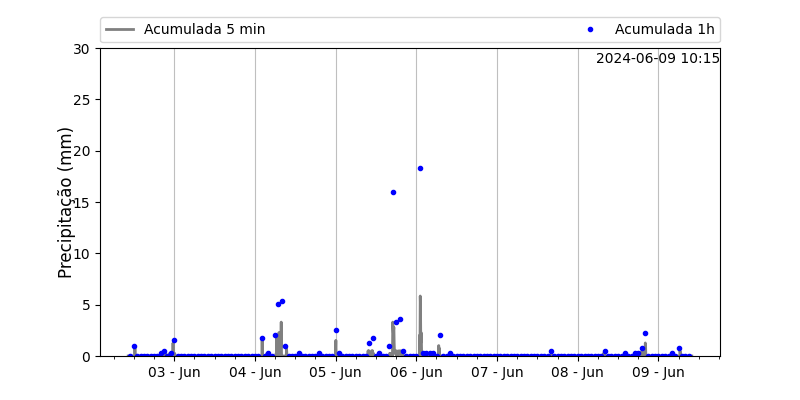 Acumulada 5 min
Acumulada 1h
2024-06-09 10:15
Precipitação (mm)
30
25
20
15
10
5
0
03 - Jun
04 - Jun
05 - Jun
06 - Jun
07 - Jun
08 - Jun
09 - Jun